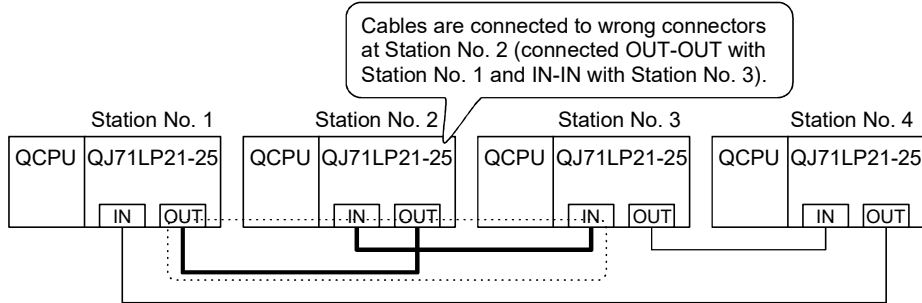 Cables are connected to wrong connectors
at Station No. 2 (connected OUT-OUT with
Station No. 1 and IN-IN with Station No. 3).
Station No. 1 Station No. 2 Station No. 3 Station No. 4
QCPU QJ71LP21-25 QCPU QJ71LP21-25 QCPU QJ71LP21-25 QCPU QJ71LP21-25
IN OUT IN OUT IN OUT IN OUT